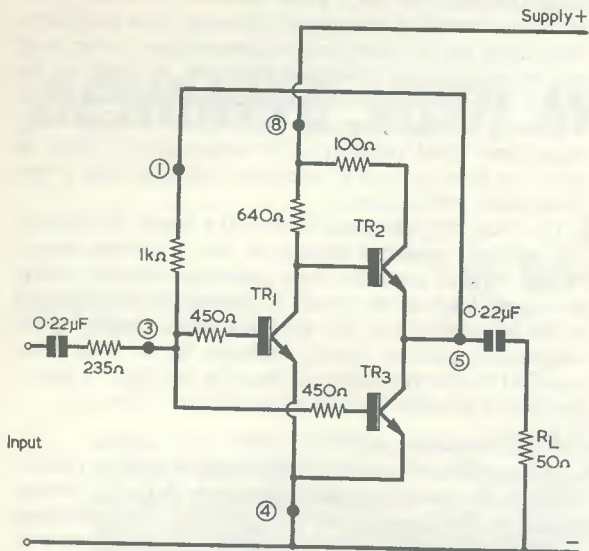 Supply+
⑧
100Ω
①
640Ω
TR₂
1kΩ
TR₁
0·22µF
0·22µF
③
450Ω
⑤
235Ω
TR₃
450Ω
Input
R_L
50Ω
④
–